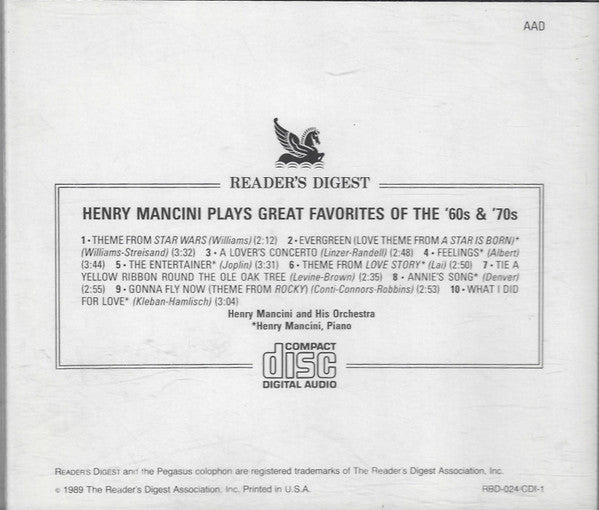 AAD
READER'S DIGEST
HENRY MANCINI PLAYS GREAT FAVORITES OF THE '60s & '70s
1 • THEME FROM STAR WARS (Williams) (2:12) 2 • EVERGREEN (LOVE THEME FROM A STAR IS BORN)*
(Williams-Streisand) (3:32) 3 • A LOVER'S CONCERTO (Linzer-Randell) (2:48) 4 • FEELINGS* (Albert)
(3:44) 5 • THE ENTERTAINER* (Joplin) (3:31) 6 • THEME FROM LOVE STORY* (Lai) (2:50) 7 • TIE A
YELLOW RIBBON ROUND THE OLE OAK TREE (Levine-Brown) (2:35) 8 • ANNIE'S SONG* (Denver)
(2:55) 9 • GONNA FLY NOW (THEME FROM ROCKY) (Conti-Connors-Robbins) (2:53) 10 • WHAT I DID
FOR LOVE* (Kleban-Hamlisch) (3:04)
Henry Mancini and His Orchestra
*Henry Mancini, Piano
COMPACT
disc
DIGITAL AUDIO
READER'S DIGEST and the Pegasus colophon are registered trademarks of The Reader's Digest Association, Inc.
© 1989 The Reader's Digest Association, Inc. Printed in U.S.A. RBD-024/CDI-1